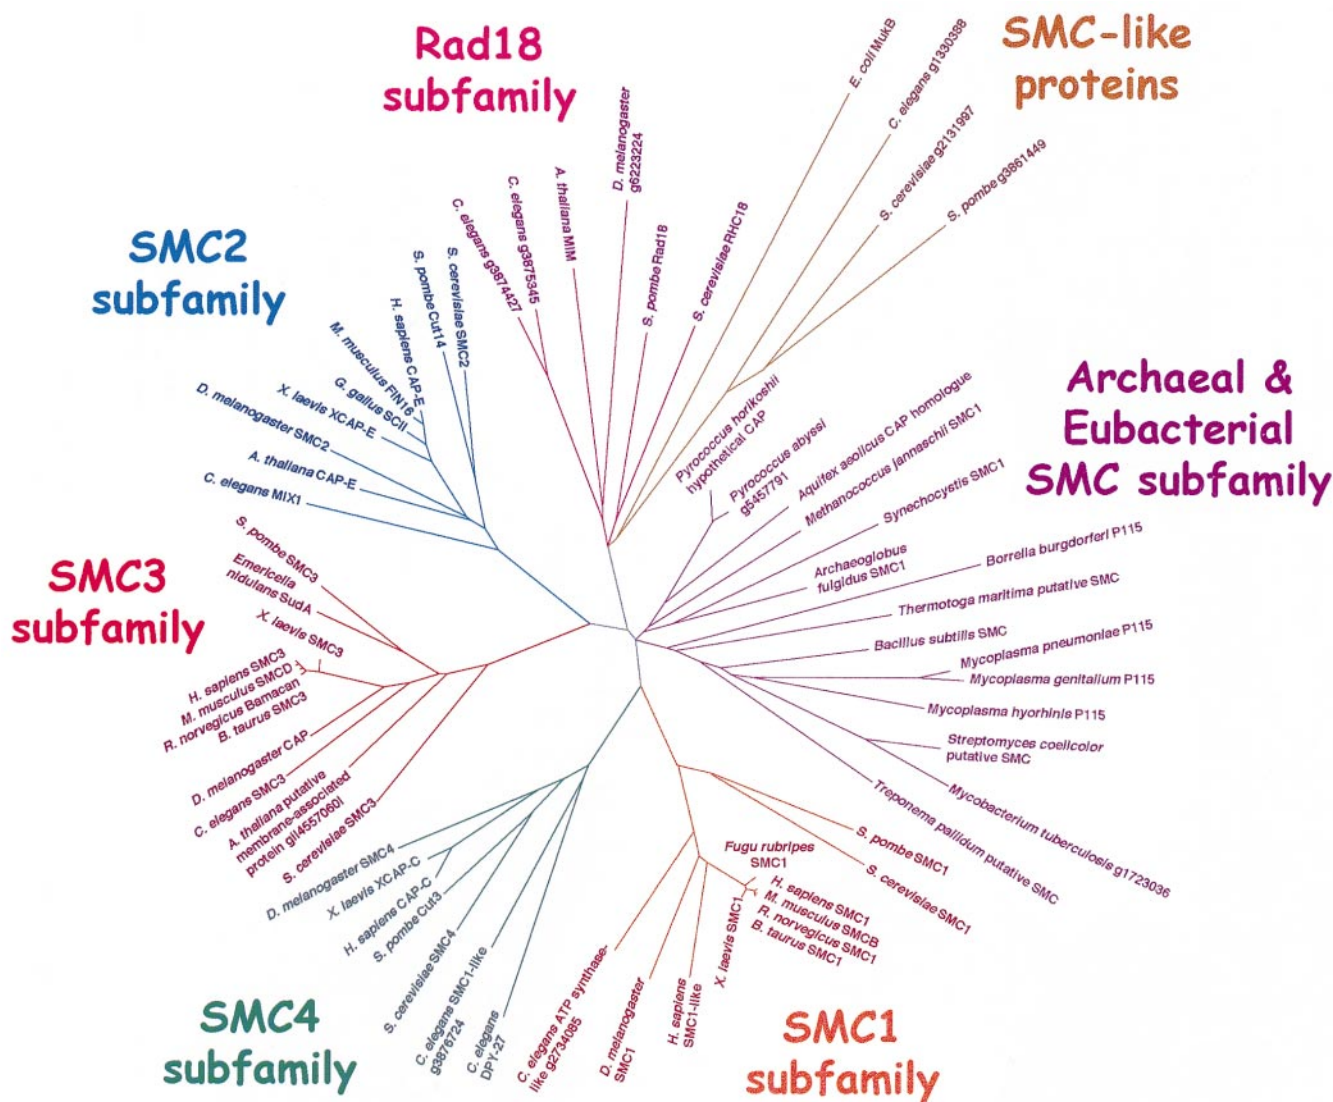 Rad18
subfamily
SMC-like
proteins
E. coli MukB
C. elegans g1330388
S. cerevisiae g2131997
S. pombe g3861449
C. elegans g3874427
C. elegans g3875345
A. thaliana MIM
D. melanogaster
g6223224
S. pombe Rad18
S. cerevisiae RHC18
SMC2
subfamily
S. cerevisiae SMC2
S. pombe Cut14
H. sapiens CAP-E
M. musculus FIN16
G. gallus SCII
X. laevis XCAP-E
D. melanogaster SMC2
A. thaliana CAP-E
C. elegans MIX1
Archaeal &
Eubacterial
SMC subfamily
Pyrococcus horikoshii
hypothetical CAP
Pyrococcus abyssi
g5457791
Aquifex aeolicus CAP homologue
Methanococcus jannaschii SMC1
Synechocystis SMC1
Archaeoglobus
fulgidus SMC1
Borrelia burgdorferi P115
Thermotoga maritima putative SMC
Bacillus subtilis SMC
Mycoplasma pneumoniae P115
Mycoplasma genitalium P115
Mycoplasma hyorhinis P115
Streptomyces coelicolor
putative SMC
Mycobacterium tuberculosis g1723036
Treponema pallidum putative SMC
SMC3
subfamily
S. pombe SMC3
Emericella
nidulans SudA
X. laevis SMC3
H. sapiens SMC3
M. musculus SMCD
R. norvegicus Bamacan
B. taurus SMC3
D. melanogaster CAP
C. elegans SMC3
A. thaliana putative
membrane-associated
protein gi|4557060|
S. cerevisiae SMC3
SMC4
subfamily
D. melanogaster SMC4
X. laevis XCAP-C
H. sapiens CAP-C
S. pombe Cut3
S. cerevisiae SMC4
C. elegans SMC1-like
g3876724
C. elegans
DPY-27
SMC1
subfamily
C. elegans ATP synthase-
like g2734085
D. melanogaster
SMC1
H. sapiens
SMC1-like
X. laevis SMC1
Fugu rubripes
SMC1
H. sapiens SMC1
M. musculus SMCB
R. norvegicus SMC1
B. taurus SMC1
S. pombe SMC1
S. cerevisiae SMC1